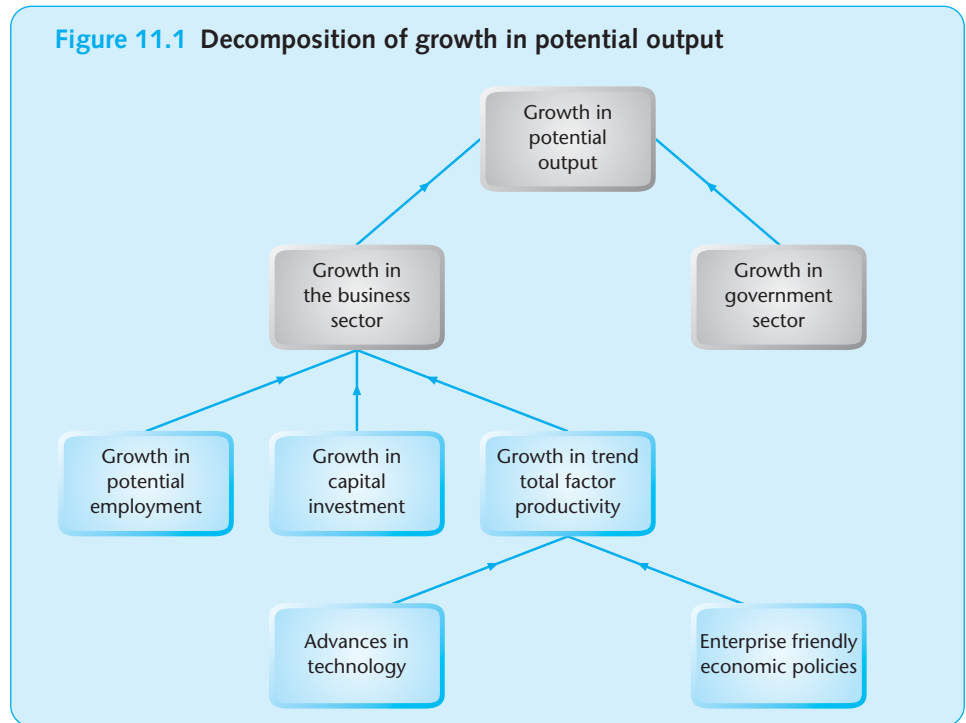 Figure 11.1 Decomposition of growth in potential output
Growth in
potential
output
Growth in
the business
sector
Growth in
government
sector
Growth in
potential
employment
Growth in
capital
investment
Growth in trend
total factor
productivity
Advances in
technology
Enterprise friendly
economic policies